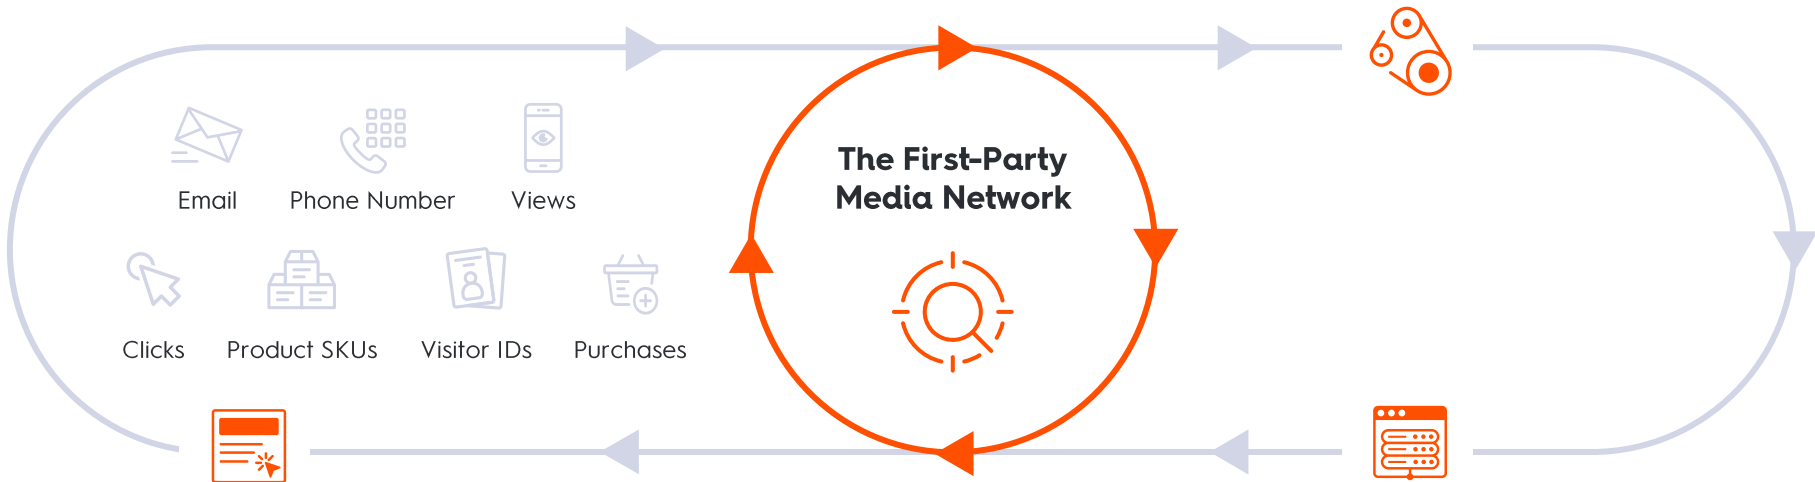 Email
Phone Number
Views
Clicks
Product SKUs
Visitor IDs
Purchases
The First-Party
Media Network